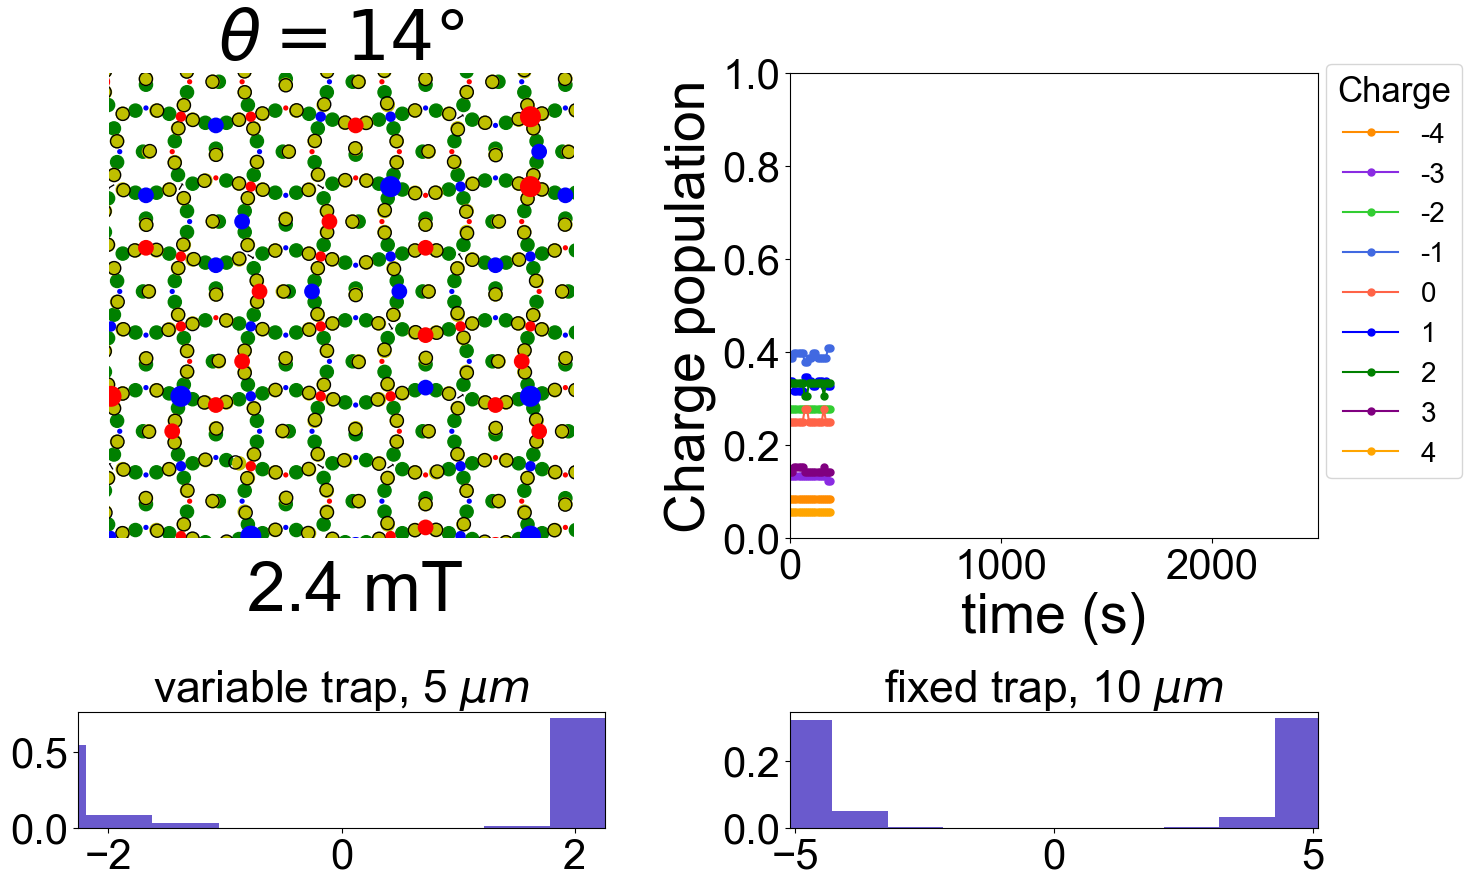 θ = 14°
2.4 mT
1.0
0.8
0.6
0.4
0.2
0.0
Charge population
0 1000 2000
time (s)
Charge
-4
-3
-2
-1
0
1
2
3
4
variable trap, 5 μm
0.5
0.0
−2 0 2
fixed trap, 10 μm
0.2
0.0
−5 0 5